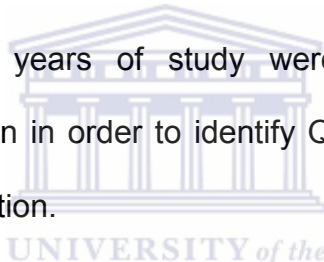 years of study were
n in order to identify Q
tion.
UNIVERSITY of the